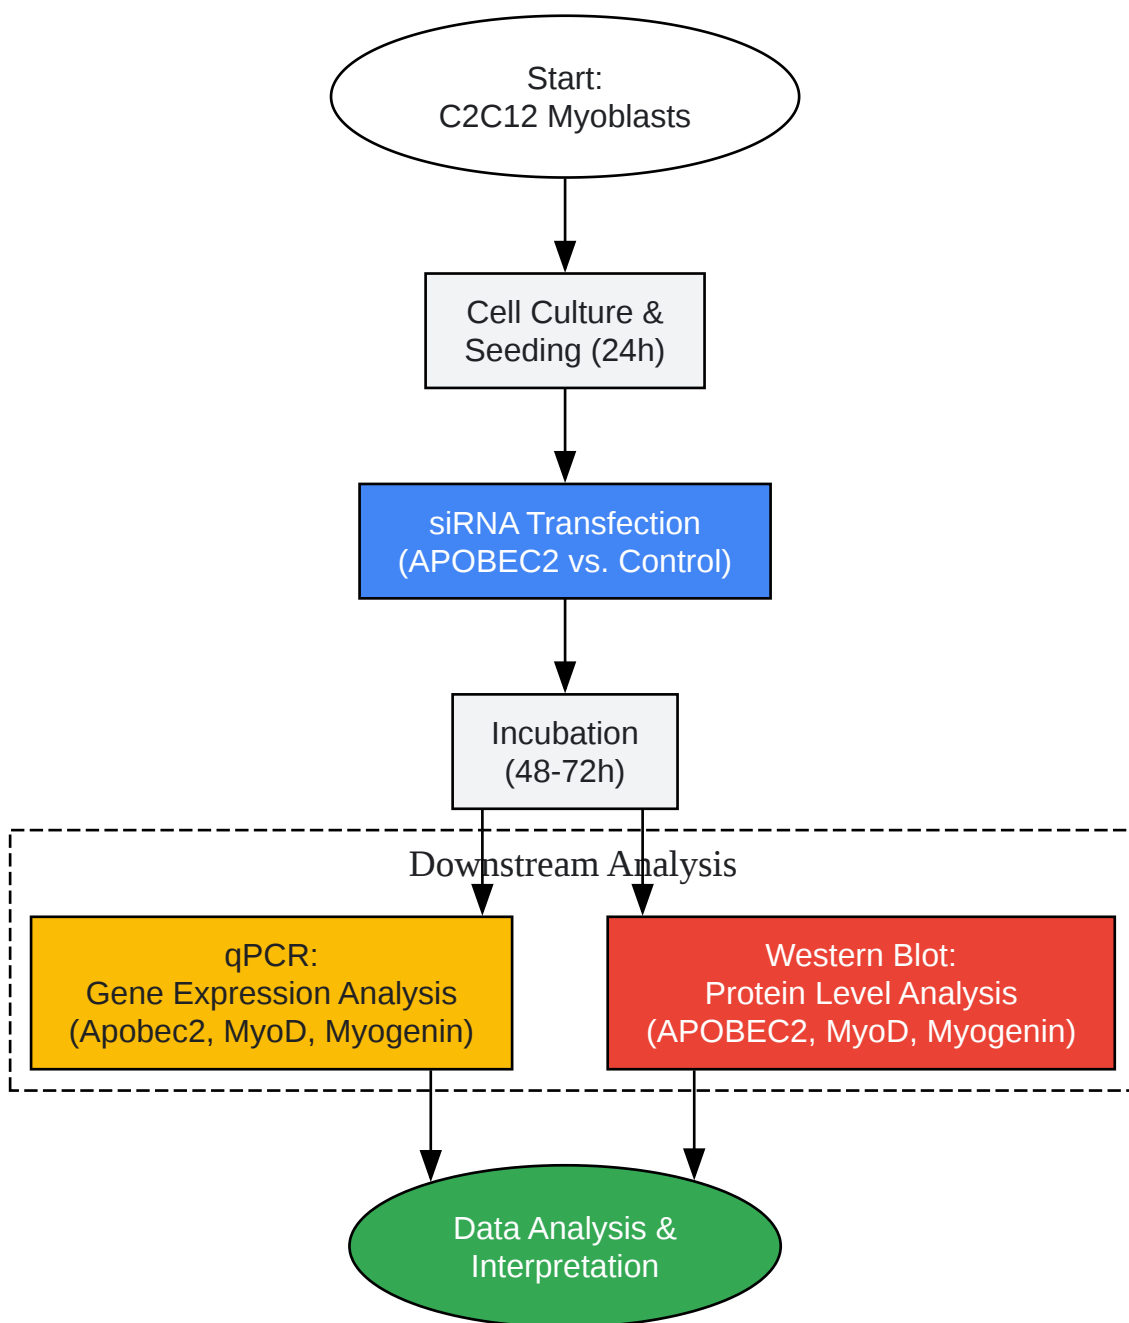 Start:
C2C12 Myoblasts
Cell Culture &
Seeding (24h)
siRNA Transfection
(APOBEC2 vs. Control)
Incubation
(48-72h)
Downstream Analysis
qPCR:
Gene Expression Analysis
(Apobec2, MyoD, Myogenin)
Western Blot:
Protein Level Analysis
(APOBEC2, MyoD, Myogenin)
Data Analysis &
Interpretation